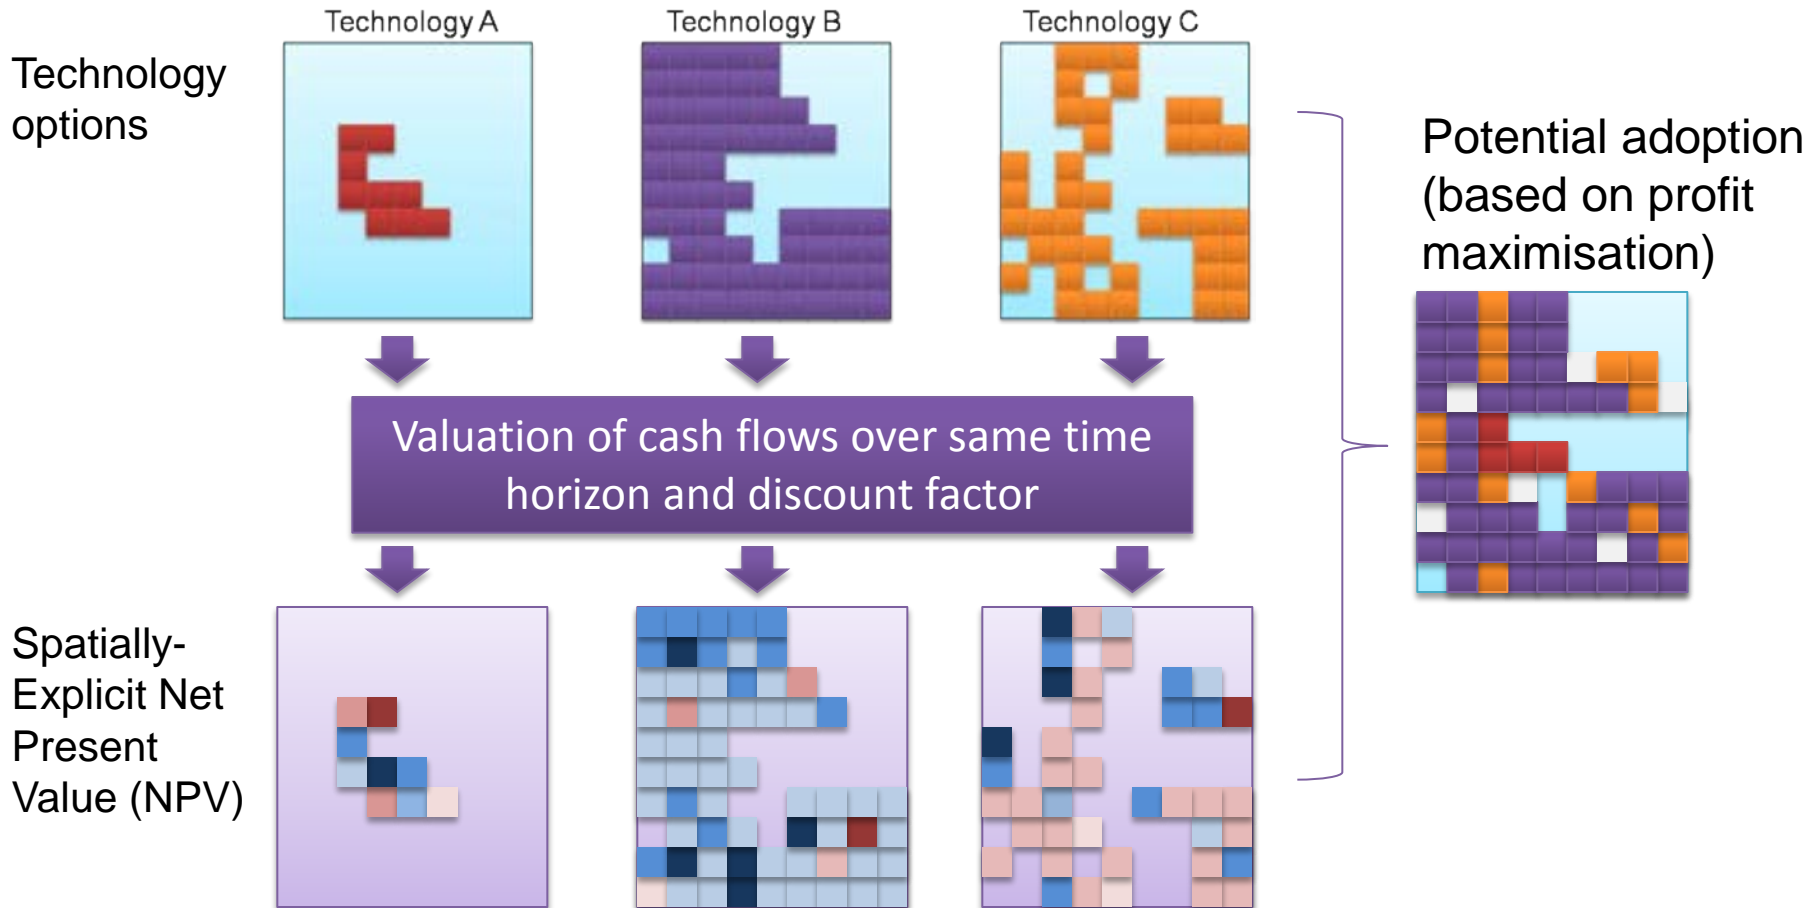 Technology A
Technology B
Technology C
Technology
options
Potential adoption
(based on profit
maximisation)
Valuation of cash flows over same time
horizon and discount factor
Spatially-
Explicit Net
Present
Value (NPV)